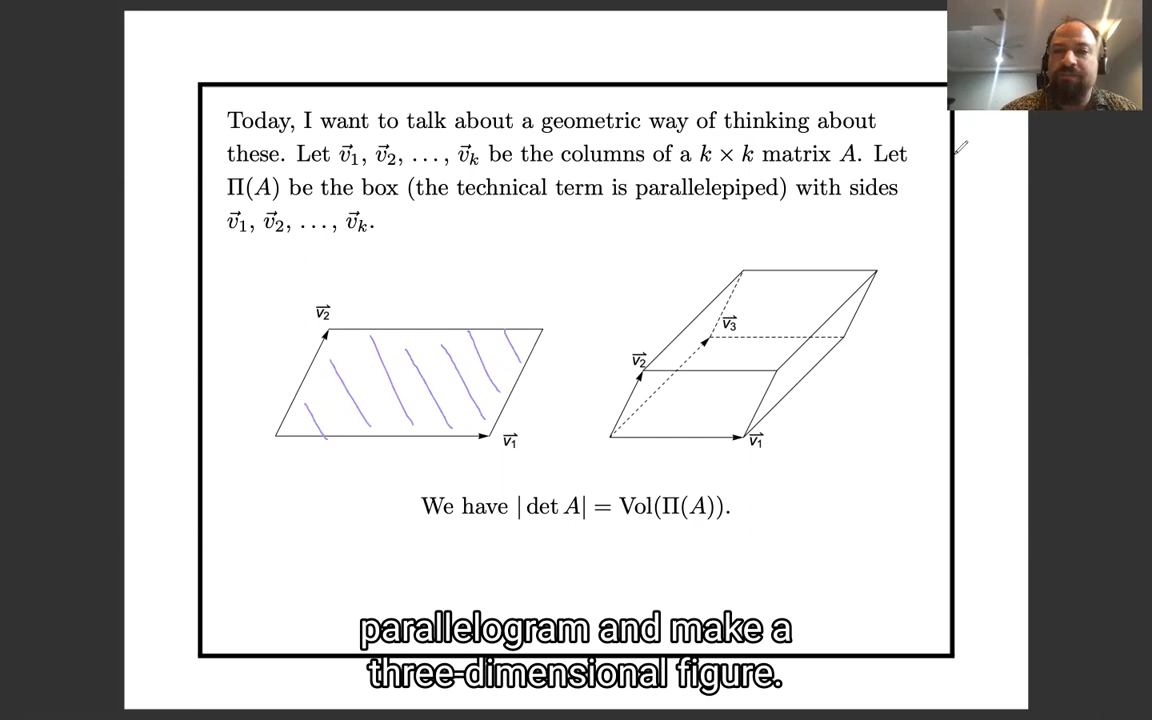 Today, I want to talk about a geometric way of thinking about
these. Let v⃗₁, v⃗₂, ..., v⃗ₖ be the columns of a k × k matrix A. Let
Π(A) be the box (the technical term is parallelepiped) with sides
v⃗₁, v⃗₂, ..., v⃗ₖ.
v⃗₂
v⃗₁
v⃗₃
v⃗₂
v⃗₁
We have | det A| = Vol(Π(A)).
parallelogram and make a
three-dimensional figure.